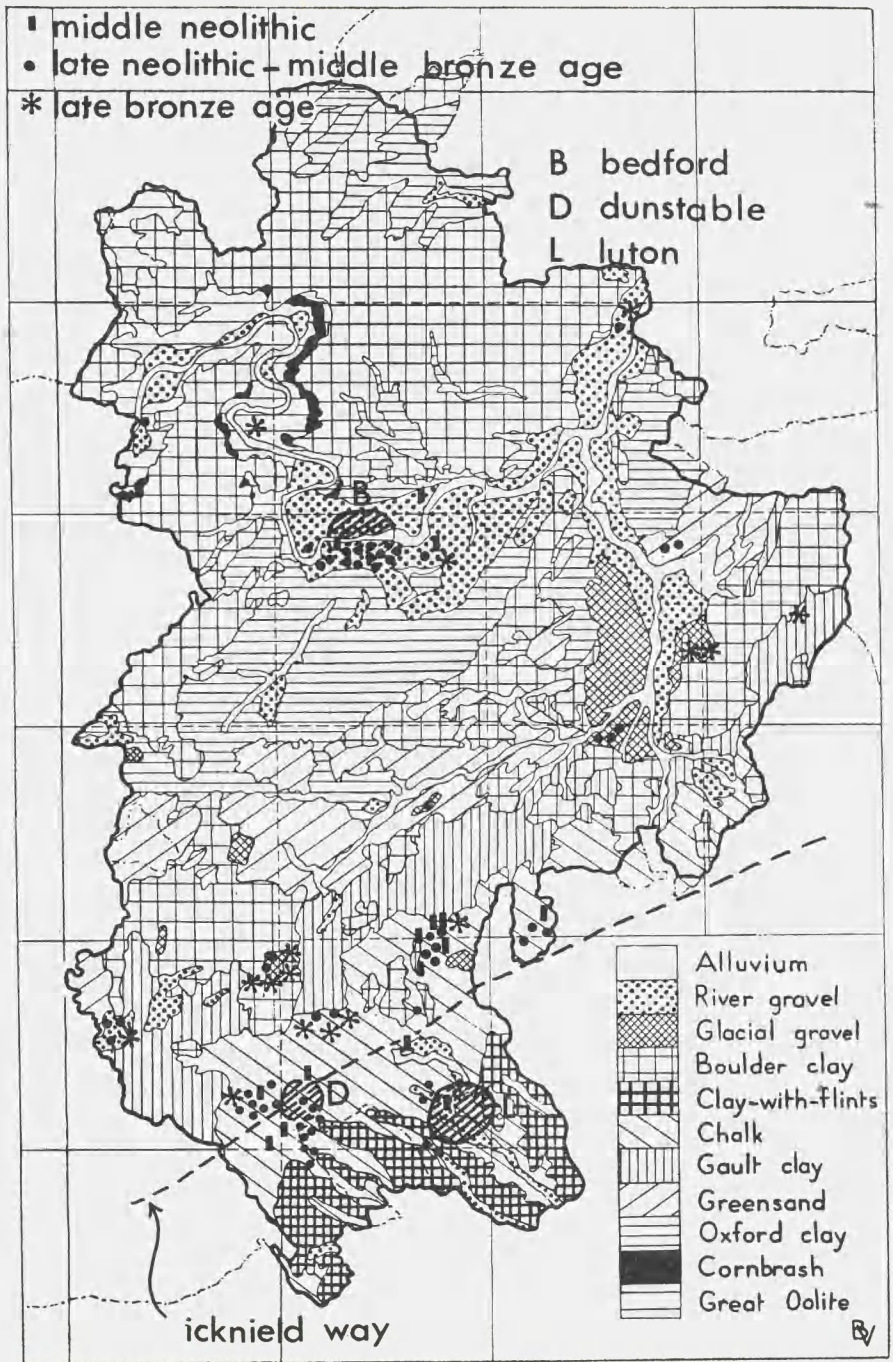 middle neolithic
late neolithic - middle bronze age
* late bronze age
B bedford
D dunstable
L luton
B
D
L
Alluvium
River gravel
Glacial gravel
Boulder clay
Clay-with-flints
Chalk
Gault clay
Greensand
Oxford clay
Cornbrash
Great Oolite
icknield way
BV